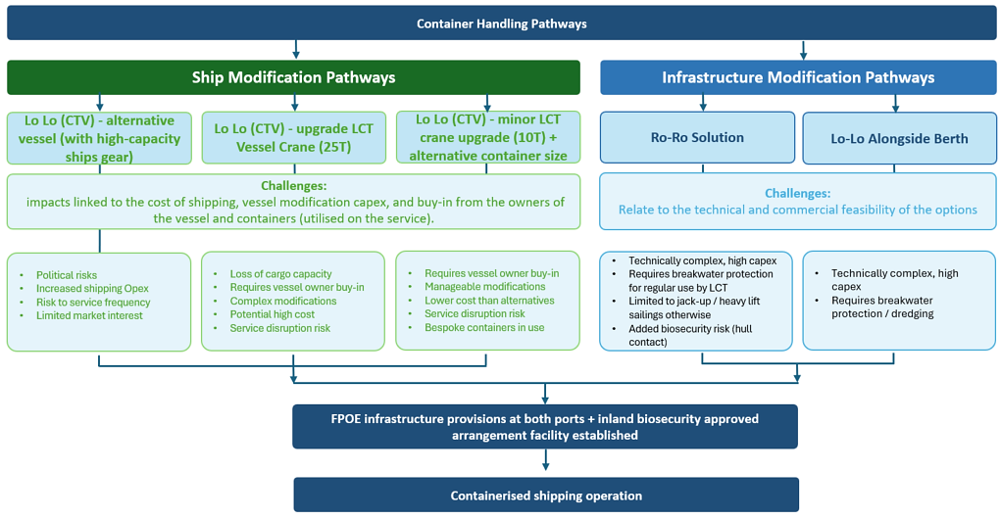 Container Handling Pathways
Ship Modification Pathways
Infrastructure Modification Pathways
Lo Lo (CTV) - alternative
vessel (with high-capacity
ships gear)
Lo Lo (CTV) - upgrade LCT
Vessel Crane (25T)
Lo Lo (CTV) - minor LCT
crane upgrade (10T) +
alternative container size
Ro-Ro Solution
Lo-Lo Alongside Berth
Challenges:
impacts linked to the cost of shipping, vessel modification capex, and buy-in from the owners of
the vessel and containers (utilised on the service).
Challenges:
Relate to the technical and commercial feasibility of the options
• Political risks
• Increased shipping Opex
• Risk to service frequency
• Limited market interest
• Loss of cargo capacity
• Requires vessel owner buy-in
• Complex modifications
• Potential high cost
• Service disruption risk
• Requires vessel owner buy-in
• Manageable modifications
• Lower cost than alternatives
• Service disruption risk
• Bespoke containers in use
• Technically complex, high capex
• Requires breakwater protection
for regular use by LCT
• Limited to jack-up / heavy lift
sailings otherwise
• Added biosecurity risk (hull
contact)
• Technically complex, high
capex
• Requires breakwater
protection / dredging
FPOE infrastructure provisions at both ports + inland biosecurity approved
arrangement facility established
Containerised shipping operation